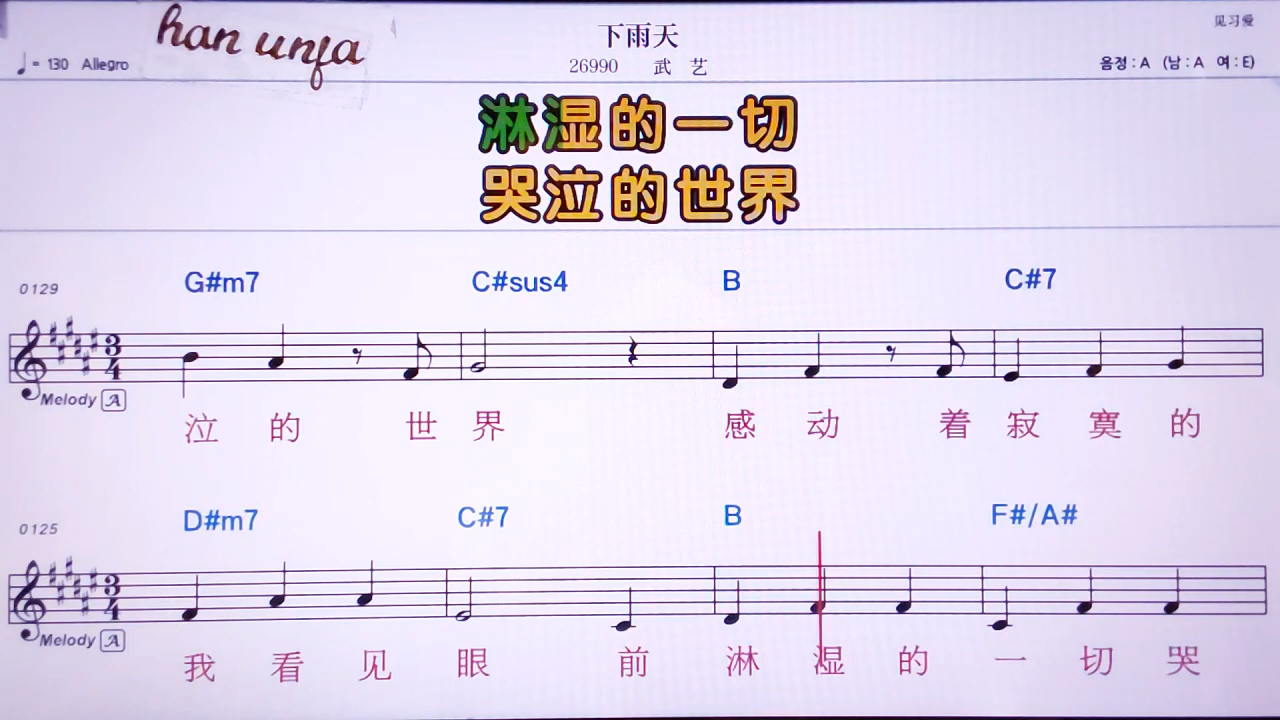 han unfa
下雨天
见习爱
♩= 130 Allegro
26990 武 艺
음정 : A (남 : A 여 : E)
淋湿的一切
哭泣的世界
G#m7 C#sus4 B C#7
0129
3/4
Melody A
泣 的 世 界 感 动 着 寂 寞 的
D#m7 C#7 B F#/A#
0125
3/4
Melody A
我 看 见 眼 前 淋 湿 的 一 切 哭